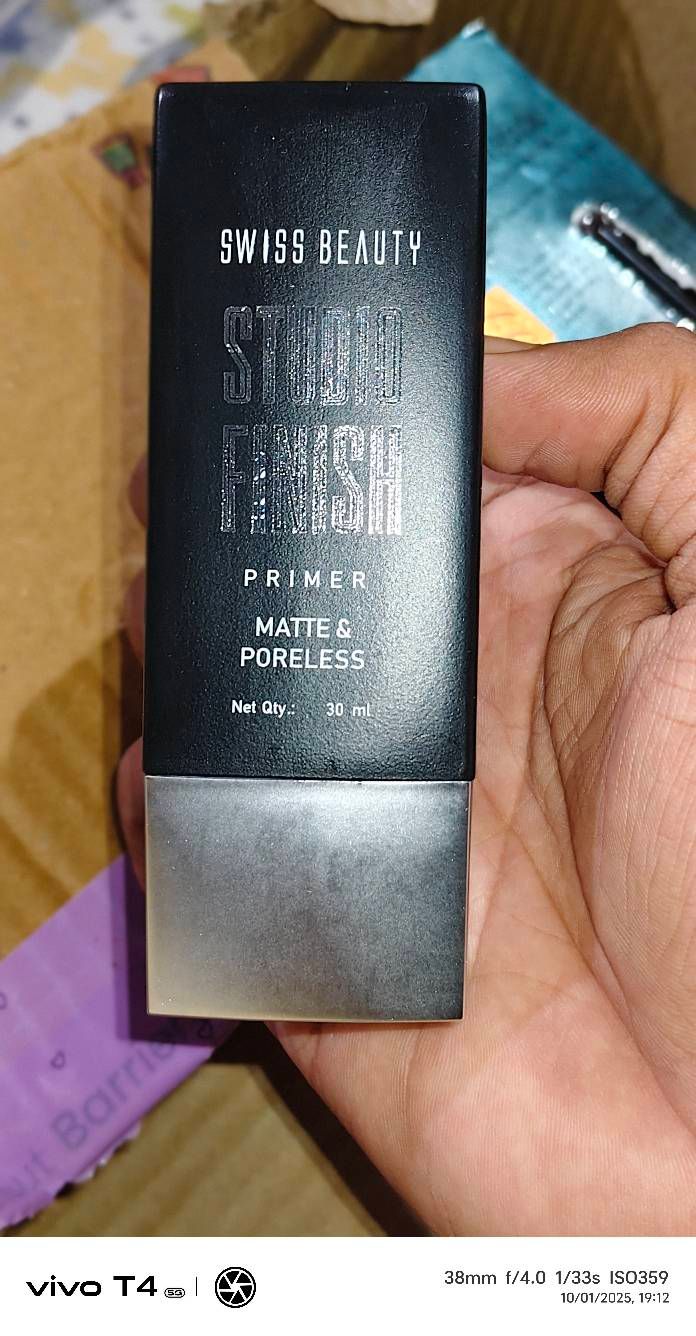 SWISS BEAUTY
STUDIO
FINISH
PRIMER
MATTE &
PORELESS
Net Qty.: 30 ml
Barrier
vivo T4 5G
38mm f/4.0 1/33s ISO359
10/01/2025, 19:12